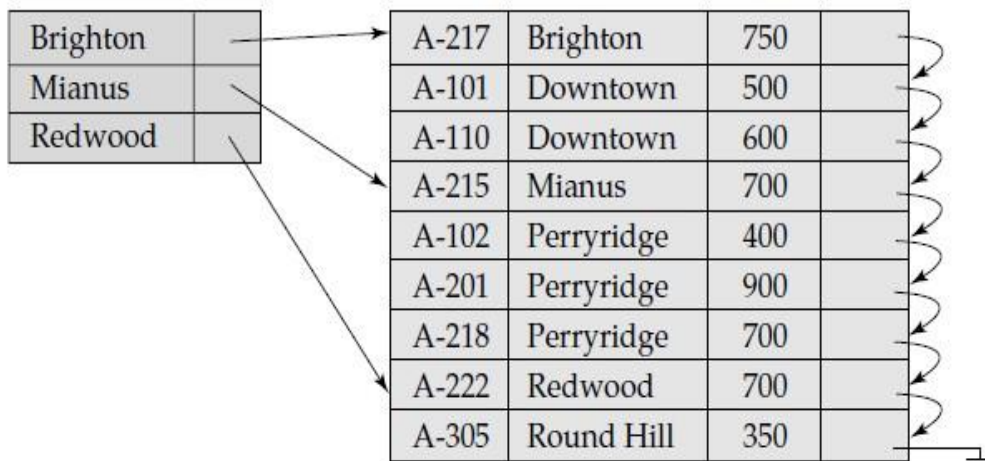 Brighton
Mianus
Redwood
A-217 Brighton 750
A-101 Downtown 500
A-110 Downtown 600
A-215 Mianus 700
A-102 Perryridge 400
A-201 Perryridge 900
A-218 Perryridge 700
A-222 Redwood 700
A-305 Round Hill 350